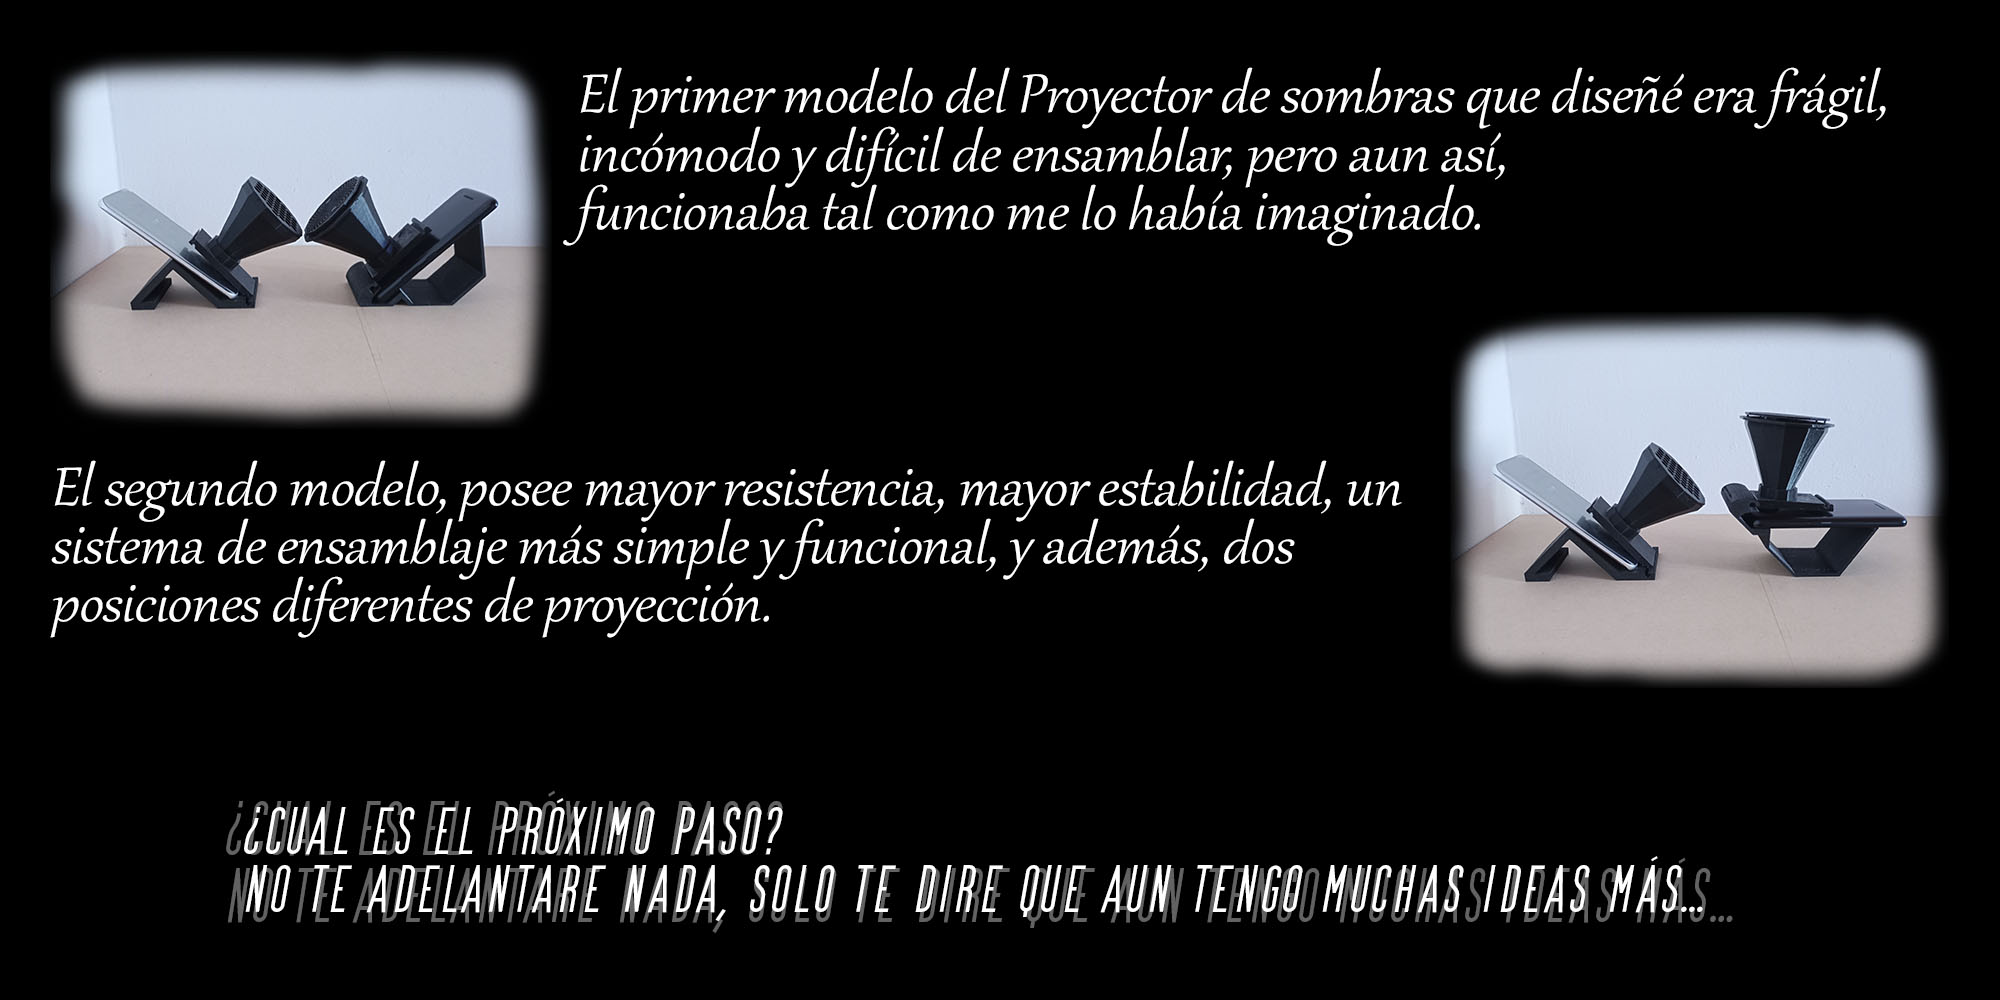 El primer modelo del Proyector de sombras que diseñé era frágil,
incómodo y difícil de ensamblar, pero aun así,
funcionaba tal como me lo había imaginado.
El segundo modelo, posee mayor resistencia, mayor estabilidad, un
sistema de ensamblaje más simple y funcional, y además, dos
posiciones diferentes de proyección.
¿CUAL ES EL PRÓXIMO PASO?
NO TE ADELANTARE NADA, SOLO TE DIRE QUE AUN TENGO MUCHAS IDEAS MÁS...